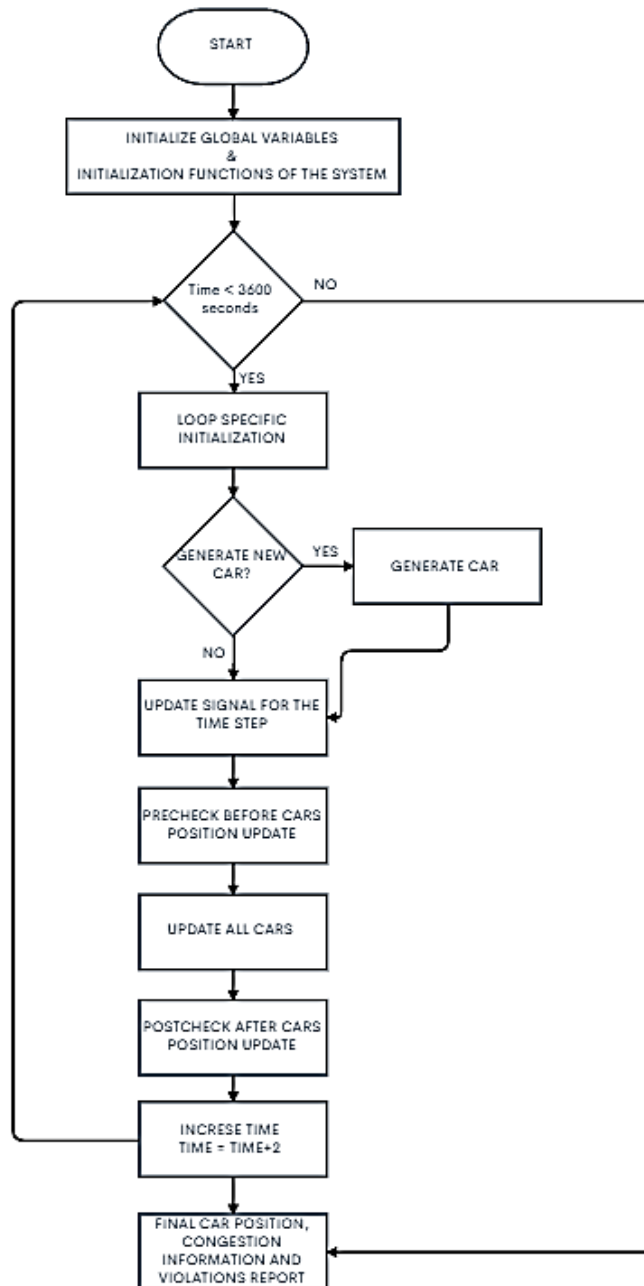 START
INITIALIZE GLOBAL VARIABLES
&
INITIALIZATION FUNCTIONS OF THE SYSTEM
Time < 3600
seconds
NO
YES
LOOP SPECIFIC
INITIALIZATION
GENERATE NEW
CAR?
YES
GENERATE CAR
NO
UPDATE SIGNAL FOR THE
TIME STEP
PRECHECK BEFORE CARS
POSITION UPDATE
UPDATE ALL CARS
POSTCHECK AFTER CARS
POSITION UPDATE
INCRESE TIME
TIME = TIME+2
FINAL CAR POSITION,
CONGESTION
INFORMATION AND
VIOLATIONS REPORT